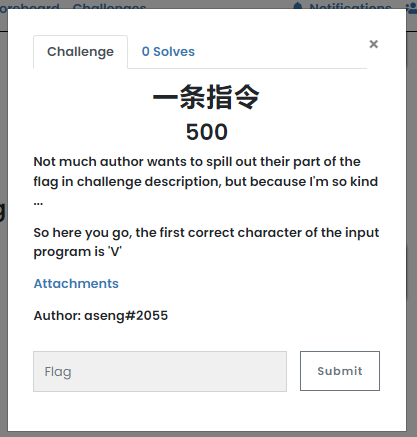 Scoreboard Challenges Notifications
Challenge
0 Solves
×
一条指令
500
Not much author wants to spill out their part of the
flag in challenge description, but because I'm so kind
...
So here you go, the first correct character of the input
program is 'V'
Attachments
Author: aseng#2055
Flag
Submit